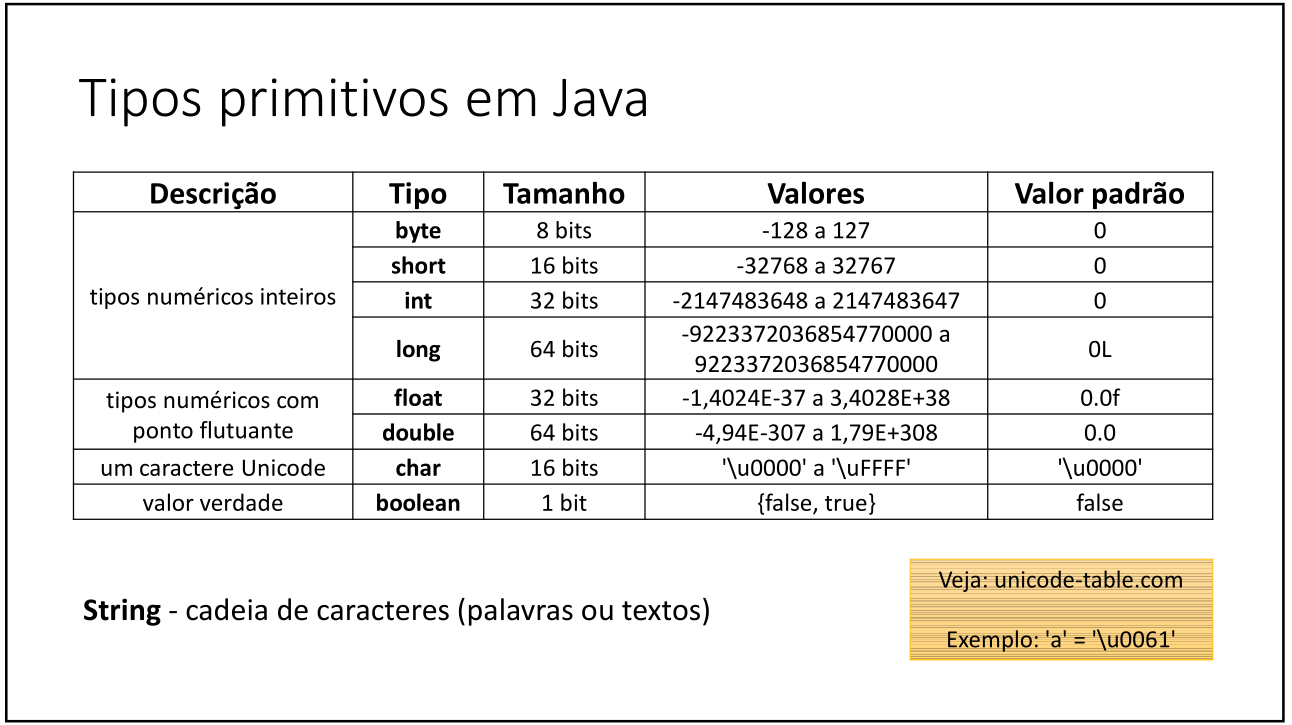 Tipos primitivos em Java
Descrição Tipo Tamanho Valores Valor padrão
tipos numéricos inteiros
byte 8 bits -128 a 127 0
short 16 bits -32768 a 32767 0
int 32 bits -2147483648 a 2147483647 0
long 64 bits -9223372036854770000 a
9223372036854770000 0L
tipos numéricos com
ponto flutuante
float 32 bits -1,4024E-37 a 3,4028E+38 0.0f
double 64 bits -4,94E-307 a 1,79E+308 0.0
um caractere Unicode char 16 bits '\u0000' a '\uFFFF' '\u0000'
valor verdade boolean 1 bit {false, true} false
String - cadeia de caracteres (palavras ou textos)
Veja: unicode-table.com
Exemplo: 'a' = '\u0061'